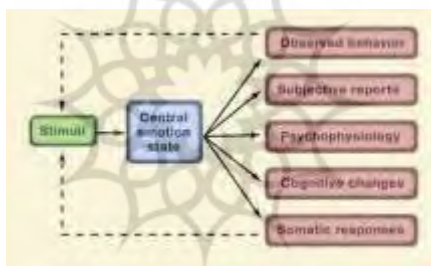 Observed behavior
Subjective reports
Stimuli
Central
emotion
state
Psychophysiology
Cognitive changes
Somatic responses